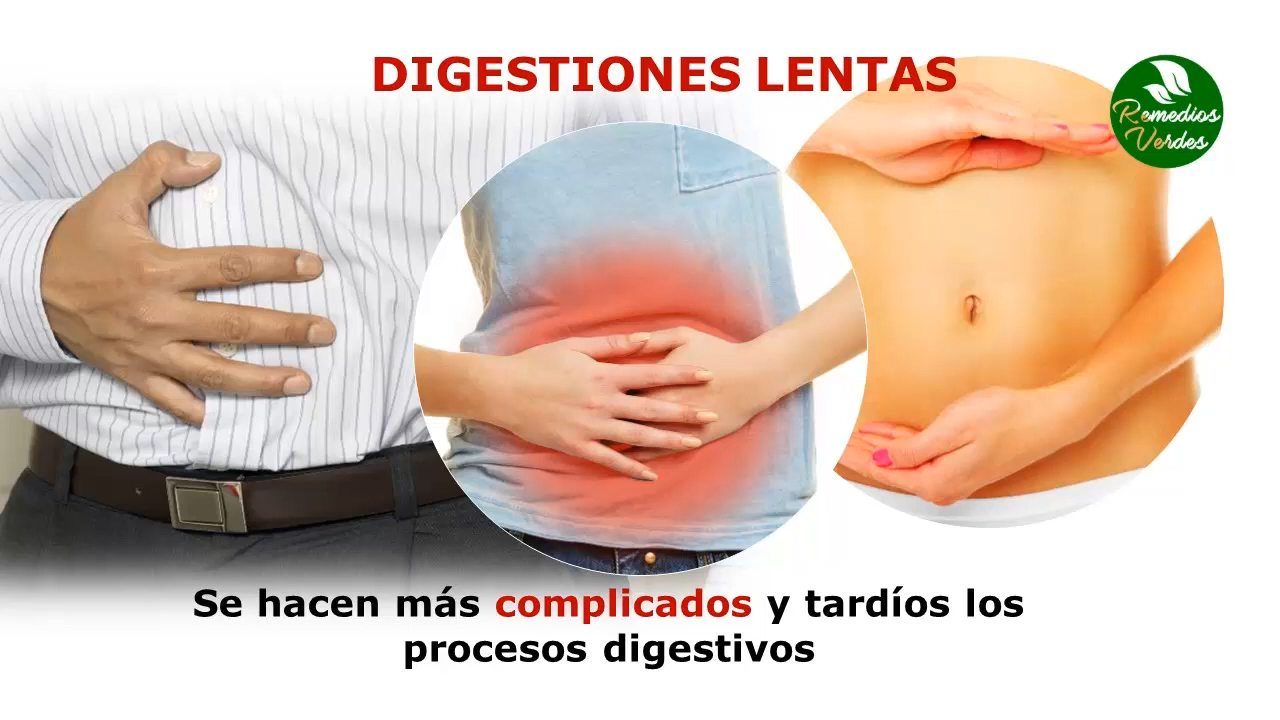 DIGESTIONES LENTAS
Remedios
Verdes
Se hacen más complicados y tardíos los
procesos digestivos